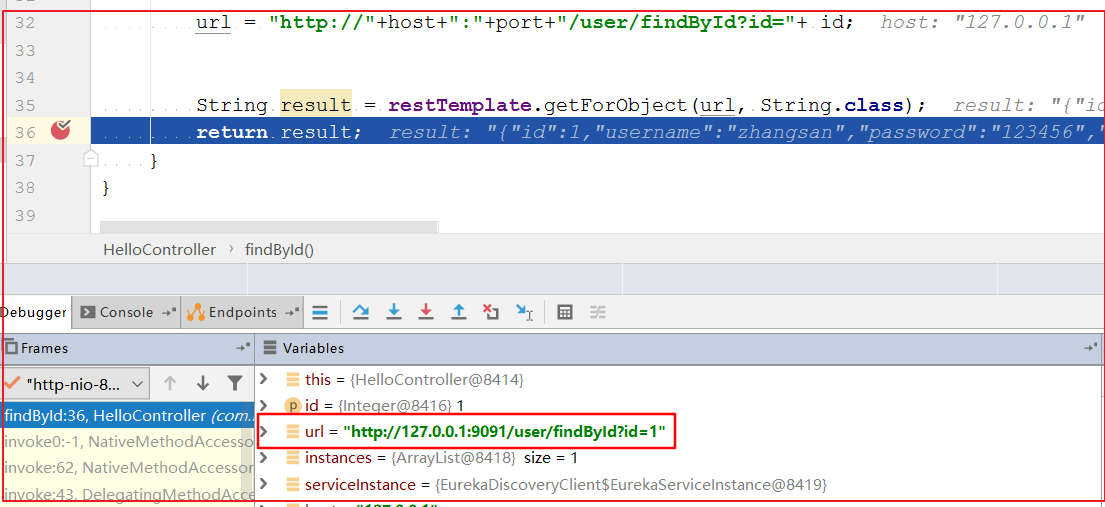 32 url = "http://"+host+":"+port+"/user/findById?id="+ id; host: "127.0.0.1"
33
34
35 String result = restTemplate.getForObject(url, String.class); result: "{"id
36 return result; result: "{"id":1,"username":"zhangsan","password":"123456","
37 }
38 }
39
HelloController › findById()
Debugger Console Endpoints
Frames
Variables
"http-nio-8...
findById:36, HelloController (com.
invoke0:-1, NativeMethodAccesso
invoke:62, NativeMethodAccesso
invoke:43, DelegatingMethodAcce
this = {HelloController@8414}
p id = {Integer@8416} 1
url = "http://127.0.0.1:9091/user/findById?id=1"
instances = {ArrayList@8418} size = 1
serviceInstance = {EurekaDiscoveryClient$EurekaServiceInstance@8419}